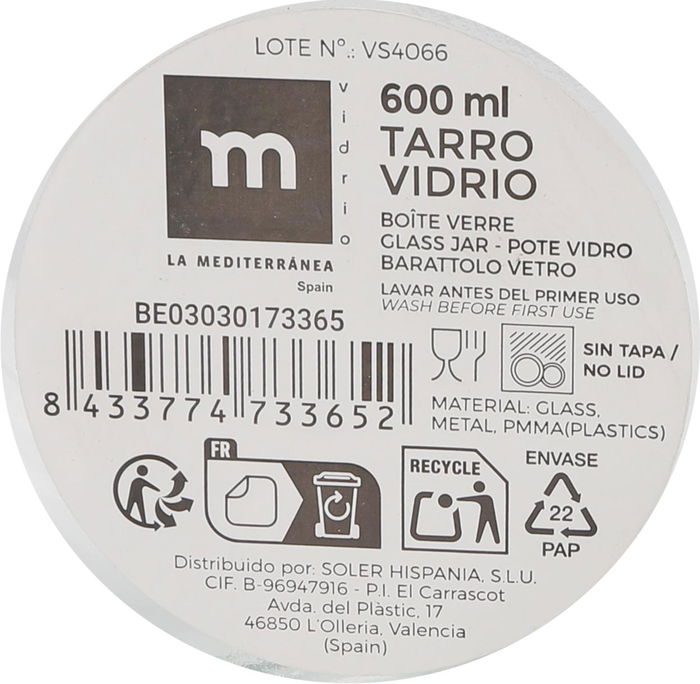 LOTE Nº.: VS4066
m
vidrio
LA MEDITERRÁNEA
Spain
600 ml
TARRO
VIDRIO
BOÎTE VERRE
GLASS JAR - POTE VIDRO
BARATTOLO VETRO
LAVAR ANTES DEL PRIMER USO
WASH BEFORE FIRST USE
BE03030173365
8 433774 733652
SIN TAPA /
NO LID
MATERIAL: GLASS,
METAL, PMMA(PLASTICS)
FR
RECYCLE
ENVASE
22
PAP
Distribuido por: SOLER HISPANIA, S.L.U.
CIF. B-96947916 - P.I. El Carrascot
Avda. del Plàstic, 17
46850 L'Olleria, Valencia
(Spain)